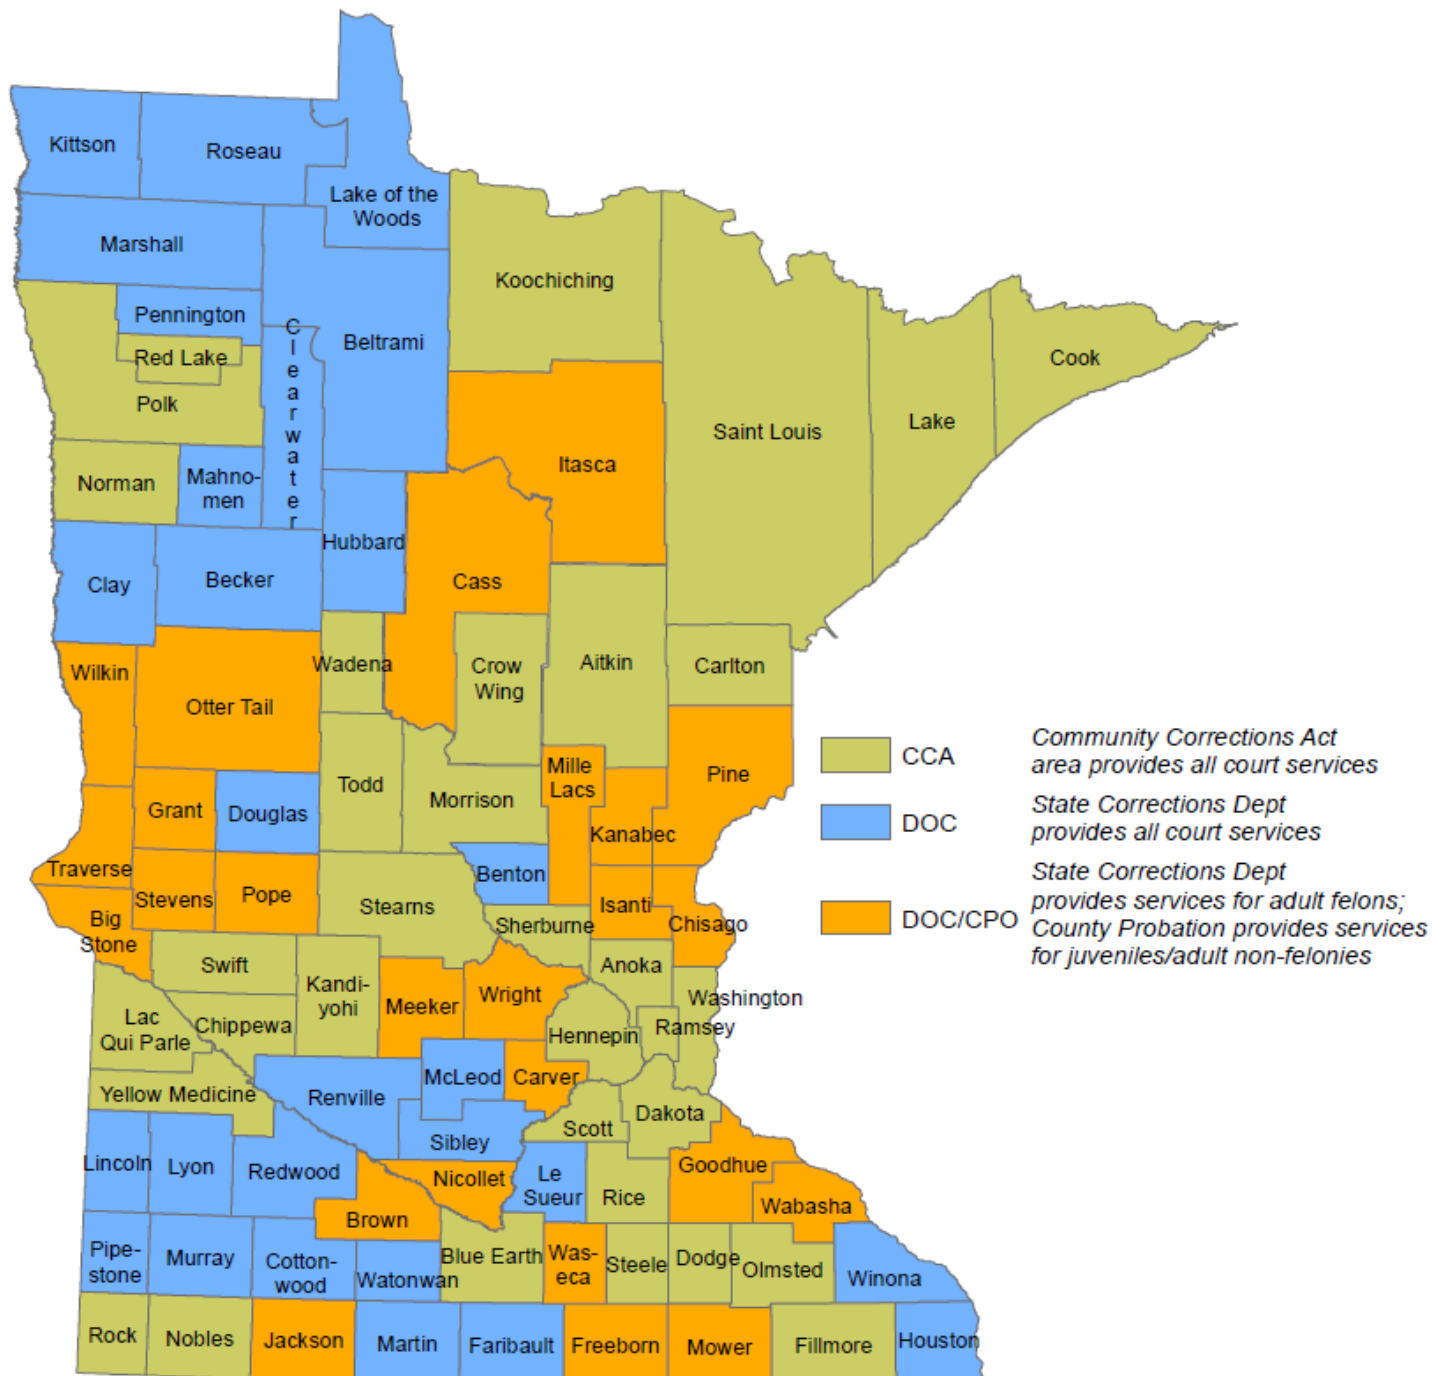 Kittson
Roseau
Lake of the
Woods
Marshall
Koochiching
Pennington
Clearwater
Beltrami
Red Lake
Cook
Polk
Lake
Saint Louis
Itasca
Norman
Mahno-
men
Hubbard
Clay
Becker
Cass
Wilkin
Wadena
Crow
Wing
Aitkin
Carlton
Otter Tail
Mille
Lacs
Pine
Todd
Morrison
Grant
Douglas
Kanabec
Traverse
Stevens
Pope
Benton
Stearns
Isanti
Chisago
Big
Stone
Sherburne
Swift
Kandi-
yohi
Anoka
Meeker
Wright
Washington
Lac
Qui Parle
Chippewa
Hennepin
Ramsey
McLeod
Carver
Yellow Medicine
Renville
Dakota
Scott
Sibley
Lincoln
Lyon
Redwood
Nicollet
Le
Sueur
Rice
Goodhue
Wabasha
Brown
Pipe-
stone
Murray
Cotton-
wood
Watonwan
Blue Earth
Was-
eca
Steele
Dodge
Olmsted
Winona
Rock
Nobles
Jackson
Martin
Faribault
Freeborn
Mower
Fillmore
Houston
CCA
Community Corrections Act
area provides all court services
DOC
State Corrections Dept
provides all court services
DOC/CPO
State Corrections Dept
provides services for adult felons;
County Probation provides services
for juveniles/adult non-felonies